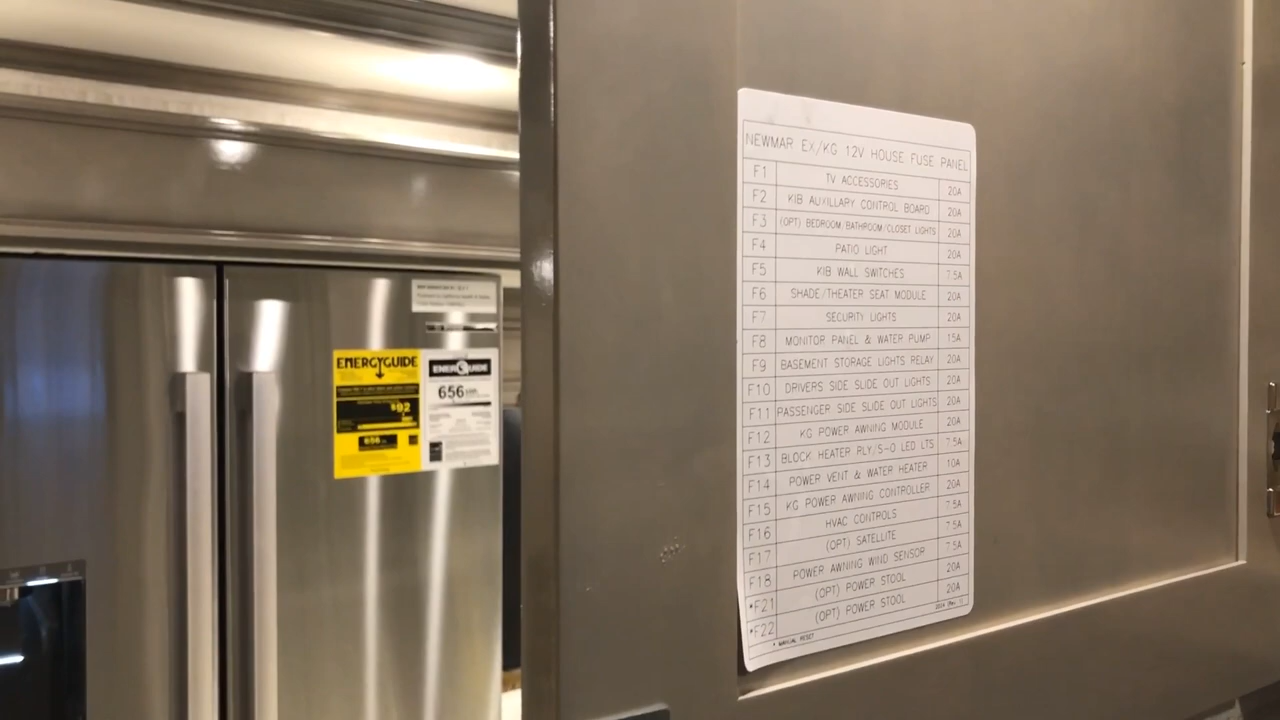 ENERGYGUIDE
$92
656
ENERGUIDE
656 kWh
NEWMAR EX/KG 12V HOUSE FUSE PANEL
F1 TV ACCESSORIES 20A
F2 KIB AUXILLARY CONTROL BOARD 20A
F3 (OPT) BEDROOM/BATHROOM/CLOSET LIGHTS 20A
F4 PATIO LIGHT 20A
F5 KIB WALL SWITCHES 7.5A
F6 SHADE/THEATER SEAT MODULE 20A
F7 SECURITY LIGHTS 20A
F8 MONITOR PANEL & WATER PUMP 15A
F9 BASEMENT STORAGE LIGHTS RELAY 20A
F10 DRIVERS SIDE SLIDE OUT LIGHTS 20A
F11 PASSENGER SIDE SLIDE OUT LIGHTS 20A
F12 KG POWER AWNING MODULE 20A
F13 BLOCK HEATER RLY/S-O LED LTS 7.5A
F14 POWER VENT & WATER HEATER 10A
F15 KG POWER AWNING CONTROLLER 20A
F16 HVAC CONTROLS 7.5A
F17 (OPT) SATELLITE 7.5A
F18 POWER AWNING WIND SENSOR 7.5A
*F21 (OPT) POWER STOOL 20A
*F22 (OPT) POWER STOOL 20A
* MANUAL RESET